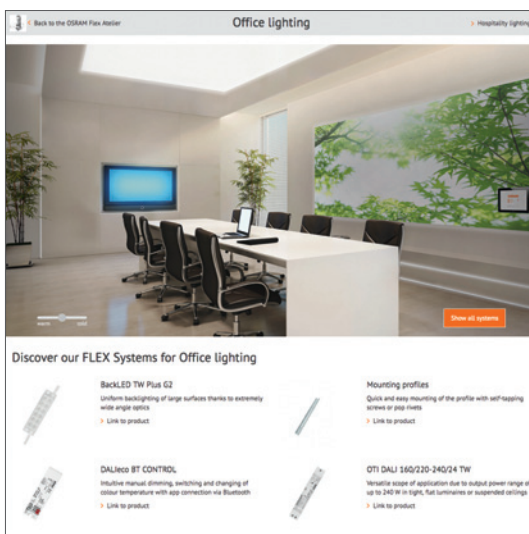 Back to the OSRAM Flex Atelier
Office lighting
Hospitality lighting
warm cold
Show all systems
Discover our FLEX Systems for Office lighting
BackLED TW Plus G2
Uniform backlighting of large surfaces thanks to extremely
wide angle optics
Link to product
Mounting profiles
Quick and easy mounting of the profile with self-tapping
screws or pop rivets
Link to product
DALIeco BT CONTROL
Intuitive manual dimming, switching and changing of
colour temperature with app connection via Bluetooth
Link to product
OTI DALI 160/220-240/24 TW
Versatile scope of application due to output power range of
up to 240 W in tight, flat luminaires or suspended ceilings
Link to product